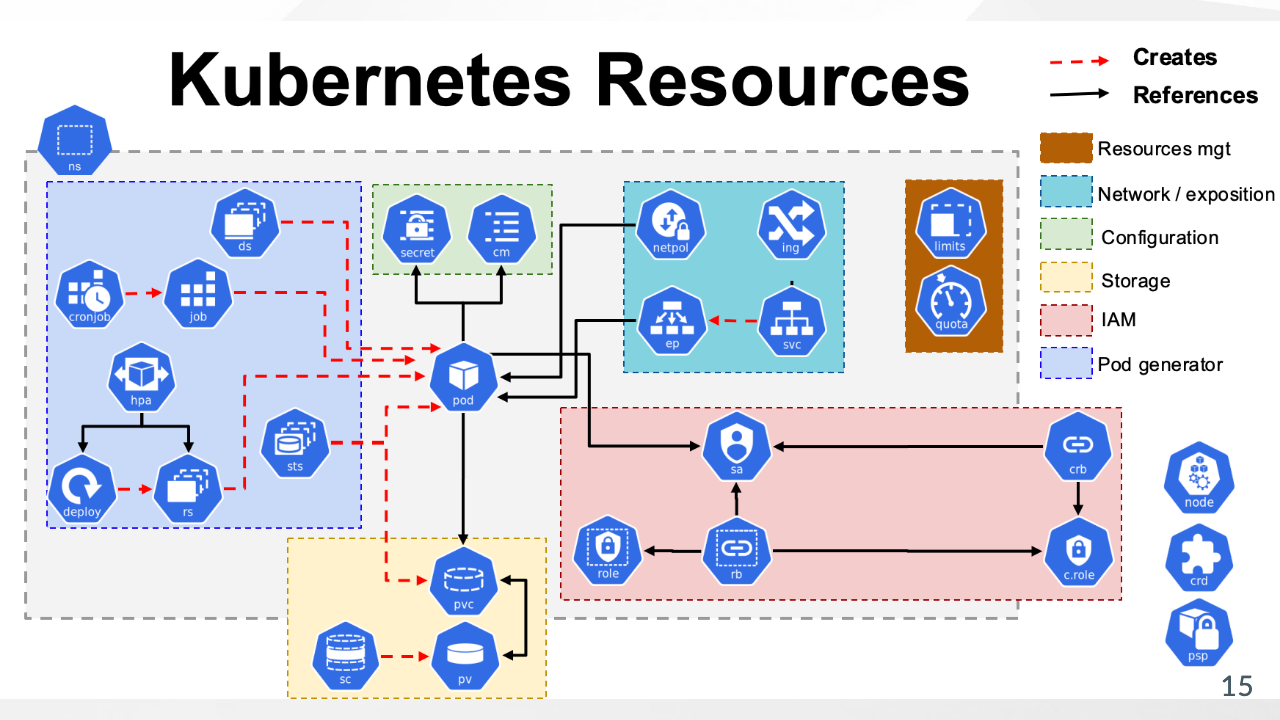 Kubernetes Resources
Creates
References
Resources mgt
Network / exposition
Configuration
Storage
IAM
Pod generator
ns
ds
cronjob
job
hpa
sts
deploy
rs
secret
cm
pod
netpol
ing
ep
svc
limits
quota
sa
crb
role
rb
c.role
pvc
sc
pv
node
crd
psp
15